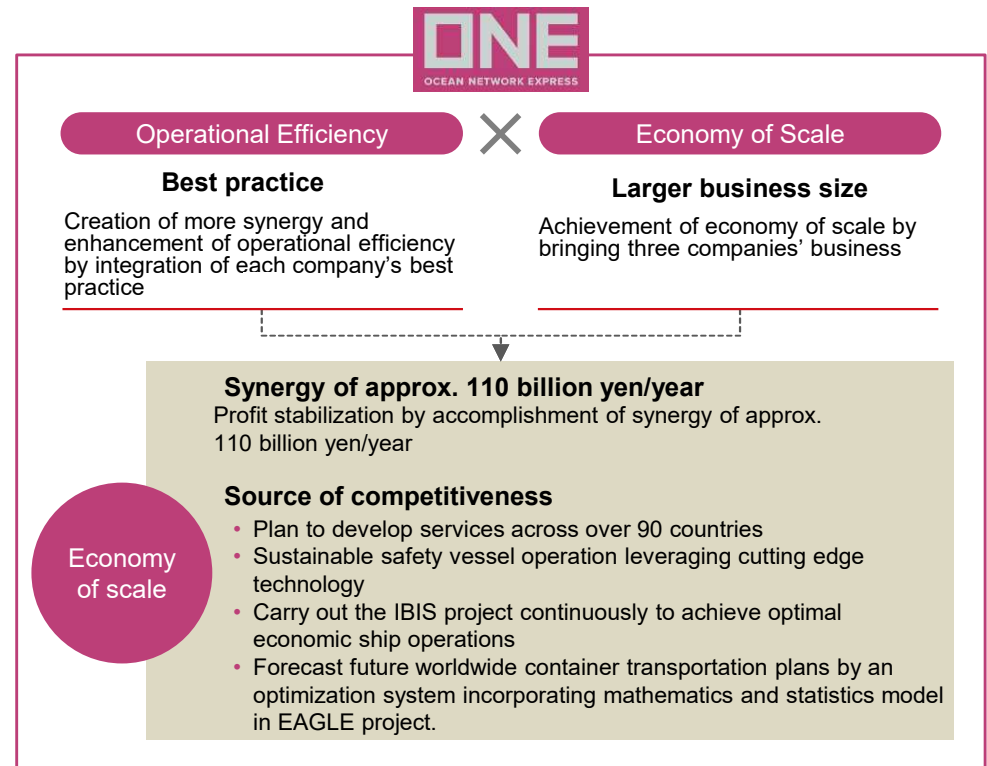 ONE
OCEAN NETWORK EXPRESS
Operational Efficiency
Economy of Scale
Best practice
Creation of more synergy and
enhancement of operational efficiency
by integration of each company's best
practice
Larger business size
Achievement of economy of scale by
bringing three companies' business
Synergy of approx. 110 billion yen/year
Profit stabilization by accomplishment of synergy of approx.
110 billion yen/year
Source of competitiveness
• Plan to develop services across over 90 countries
• Sustainable safety vessel operation leveraging cutting edge
technology
• Carry out the IBIS project continuously to achieve optimal
economic ship operations
• Forecast future worldwide container transportation plans by an
optimization system incorporating mathematics and statistics model
in EAGLE project.
Economy
of scale